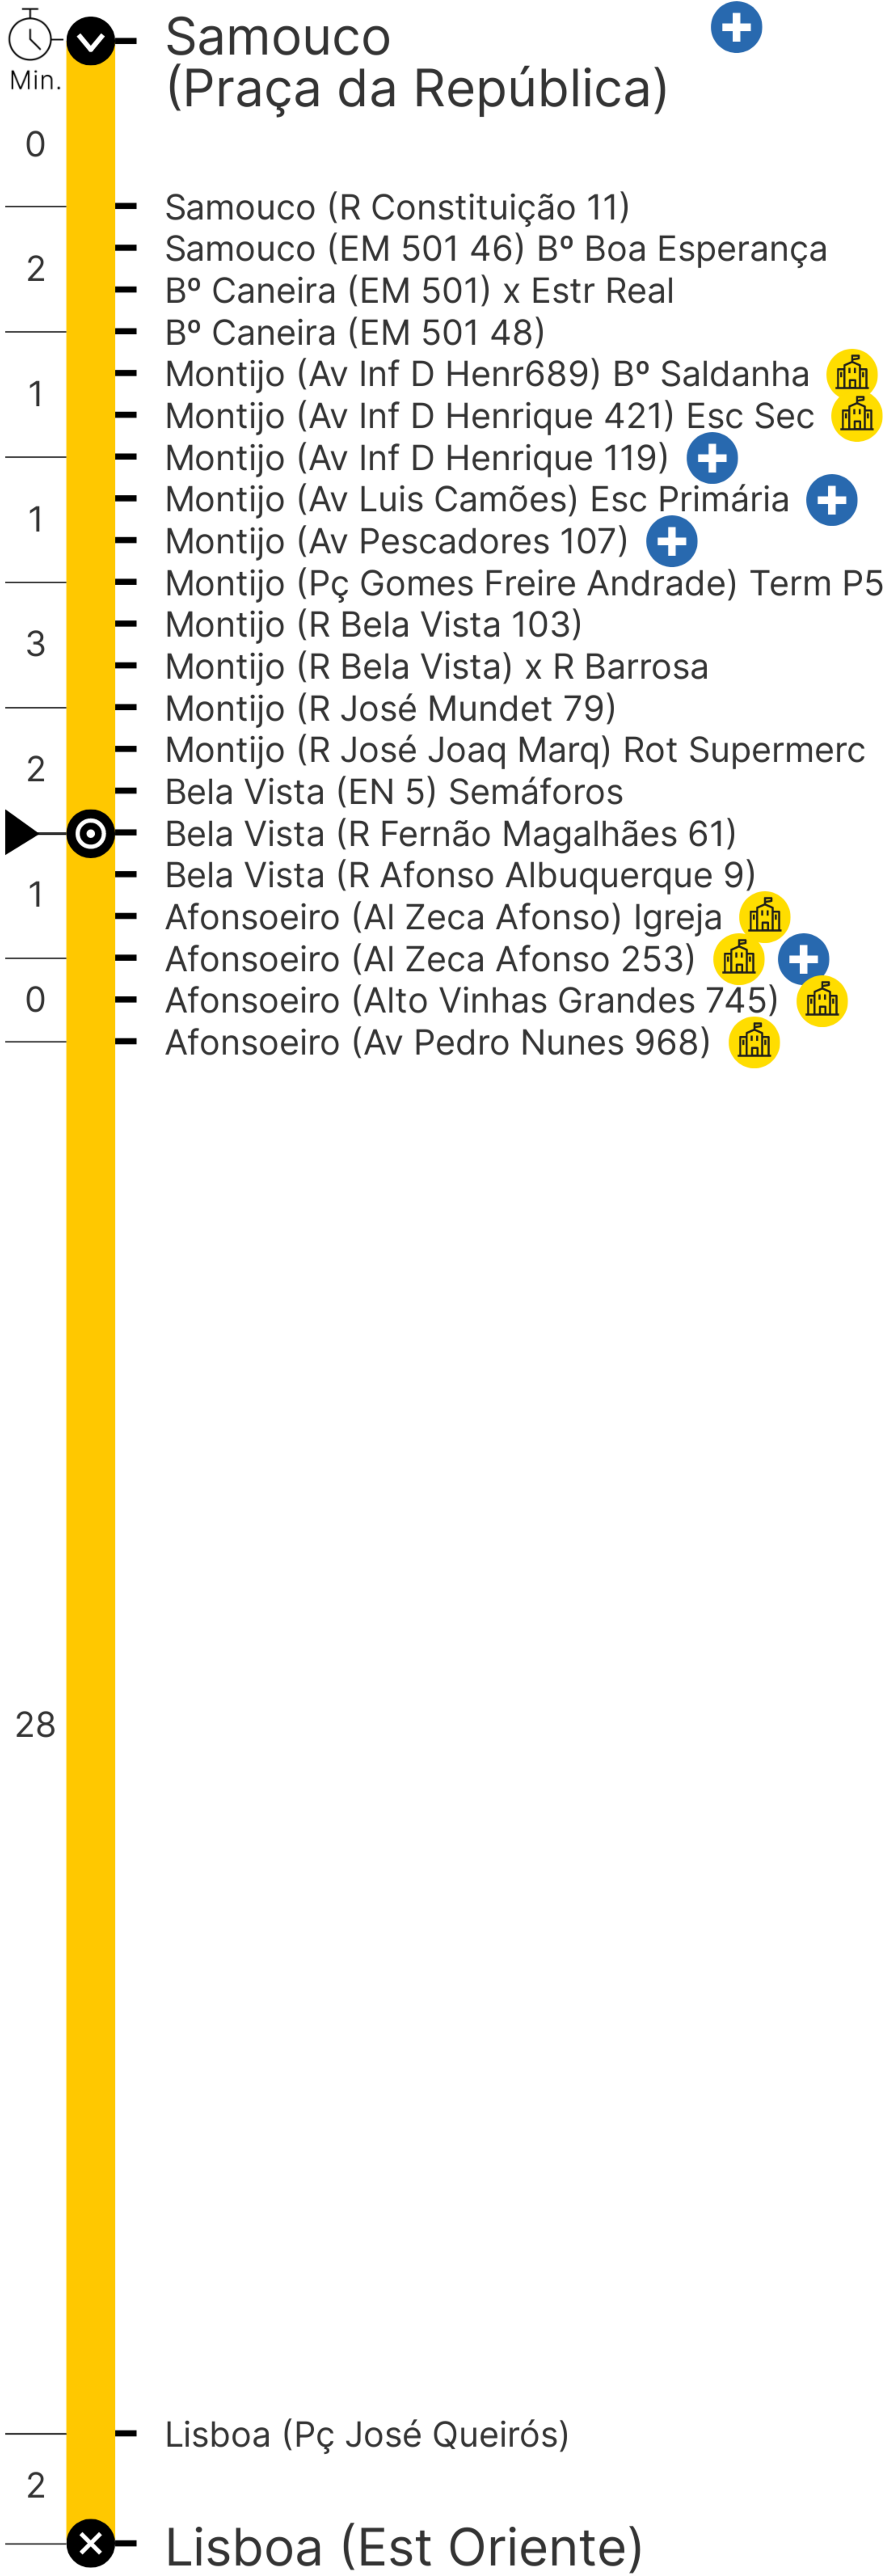 Samouco
(Praça da República)
Min.
0
Samouco (R Constituição 11)
Samouco (EM 501 46) Bº Boa Esperança
2
Bº Caneira (EM 501) x Estr Real
Bº Caneira (EM 501 48)
Montijo (Av Inf D Henr689) Bº Saldanha
1
Montijo (Av Inf D Henrique 421) Esc Sec
Montijo (Av Inf D Henrique 119)
Montijo (Av Luis Camões) Esc Primária
1
Montijo (Av Pescadores 107)
Montijo (Pç Gomes Freire Andrade) Term P5
Montijo (R Bela Vista 103)
3
Montijo (R Bela Vista) x R Barrosa
Montijo (R José Mundet 79)
Montijo (R José Joaq Marq) Rot Supermerc
2
Bela Vista (EN 5) Semáforos
Bela Vista (R Fernão Magalhães 61)
Bela Vista (R Afonso Albuquerque 9)
1
Afonsoeiro (Al Zeca Afonso) Igreja
Afonsoeiro (Al Zeca Afonso 253)
0
Afonsoeiro (Alto Vinhas Grandes 745)
Afonsoeiro (Av Pedro Nunes 968)
28
Lisboa (Pç José Queirós)
2
Lisboa (Est Oriente)